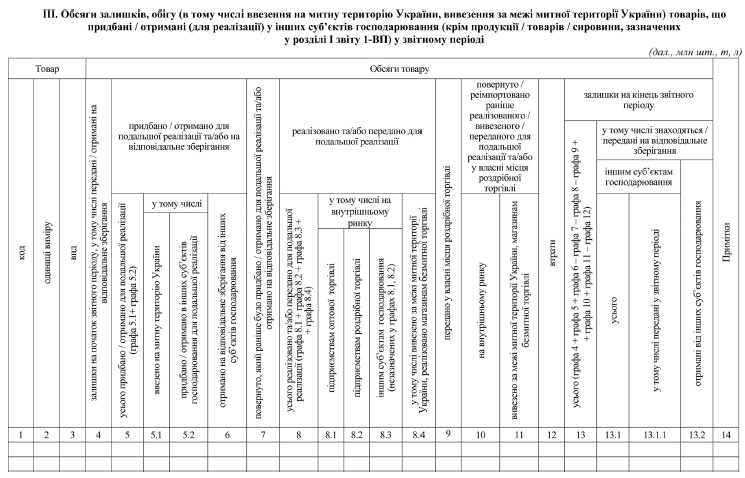 III. Обсяги залишків, обігу (в тому числі ввезення на митну територію України, вивезення за межі митної території України) товарів, що
придбані / отримані (для реалізації) у інших суб’єктів господарювання (крім продукції / товарів / сировини, зазначених
у розділі I звіту 1-ВП) у звітному періоді
(дал., млн шт., т, л)
Товар
Обсяги товару
код
одиниці виміру
вид
залишки на початок звітного періоду, у тому числі передані / отримані на
відповідальне зберігання
придбано / отримано для
подальшої реалізації та/або на
відповідальне зберігання
усього придбано / отримано для подальшої реалізації
(графа 5.1+ графа 5.2)
у тому числі
ввезено на митну територію України
придбано / отримано в інших суб’єктів
господарювання для подальшої реалізації
отримано на відповідальне зберігання від інших
суб’єктів господарювання
повернуто, який раніше було придбано / отримано для подальшої реалізації та/або
отримано на відповідальне зберігання
реалізовано та/або передано для
подальшої реалізації
усього реалізовано та/або передано для подальшої
реалізації (графа 8.1 + графа 8.2 + графа 8.3 +
+ графа 8.4)
у тому числі на
внутрішньому
ринку
підприємствам оптової торгівлі
підприємствам роздрібної торгівлі
іншим суб’єктам господарювання
(незазначених у графах 8.1, 8.2)
у тому числі вивезено за межі митної території
України, реалізовано магазинам безмитної торгівлі
передано у власні місця роздрібної торгівлі
повернуто /
реімпортовано
раніше
реалізованого /
вивезеного /
переданого для
подальшої
реалізації та/або
у власні місця
роздрібної
торгівлі
на внутрішньому ринку
вивезено за межі митної території України, магазинам
безмитної торгівлі
втрати
залишки на кінець звітного
періоду
усього (графа 4 + графа 5 + графа 6 – графа 7 – графа 8 – графа 9 +
+ графа 10 + графа 11 – графа 12)
у тому числі знаходяться /
передані на відповідальне
зберігання
іншим суб’єктам
господарювання
усього
у тому числі передані у звітному періоді
отримані від інших суб’єктів господарювання
Примітки
1 2 3 4 5 5.1 5.2 6 7 8 8.1 8.2 8.3 8.4 9 10 11 12 13 13.1 13.1.1 13.2 14